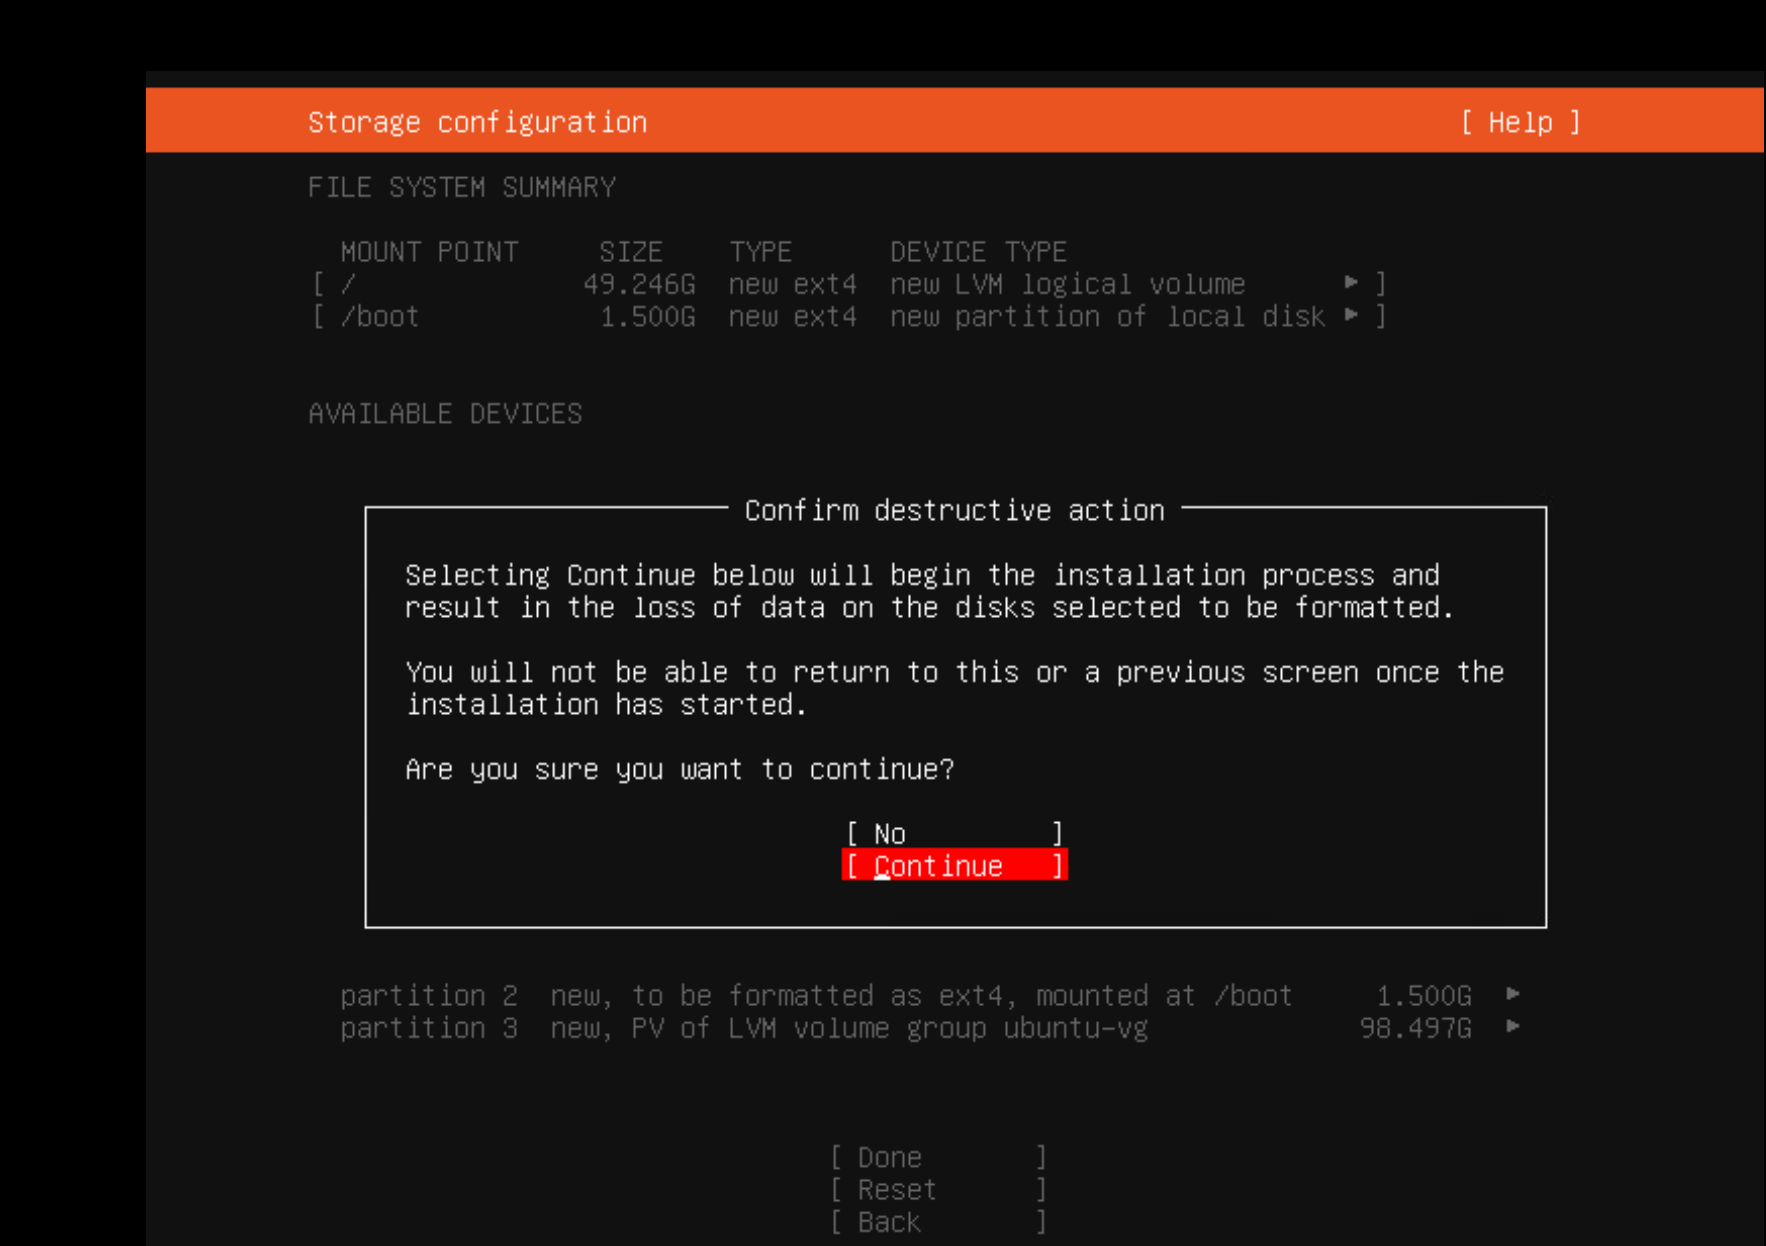 Storage configuration [ Help ]
FILE SYSTEM SUMMARY
MOUNT POINT SIZE TYPE DEVICE TYPE
[ / 49.246G new ext4 new LVM logical volume ▸ ]
[ /boot 1.500G new ext4 new partition of local disk ▸ ]
AVAILABLE DEVICES
Confirm destructive action
Selecting Continue below will begin the installation process and
result in the loss of data on the disks selected to be formatted.
You will not be able to return to this or a previous screen once the
installation has started.
Are you sure you want to continue?
[ No ]
[ Continue ]
partition 2 new, to be formatted as ext4, mounted at /boot 1.500G ▸
partition 3 new, PV of LVM volume group ubuntu-vg 98.497G ▸
[ Done ]
[ Reset ]
[ Back ]